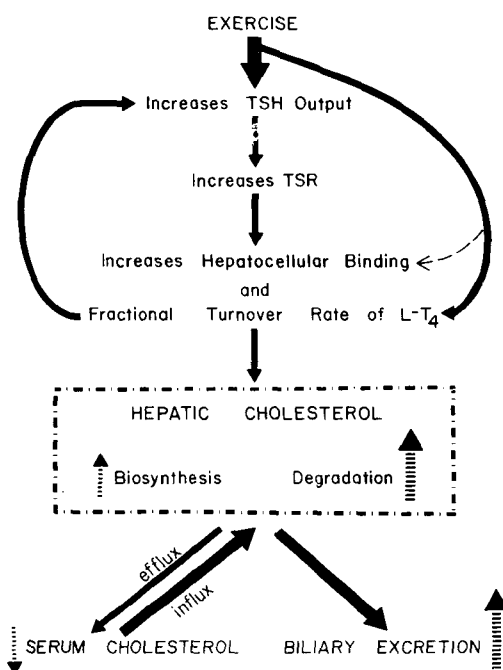 EXERCISE
Increases TSH Output
Increases TSR
Increases Hepatocellular Binding
and
Fractional Turnover Rate of L-T4
HEPATIC CHOLESTEROL
Biosynthesis Degradation
efflux
influx
SERUM CHOLESTEROL BILIARY EXCRETION